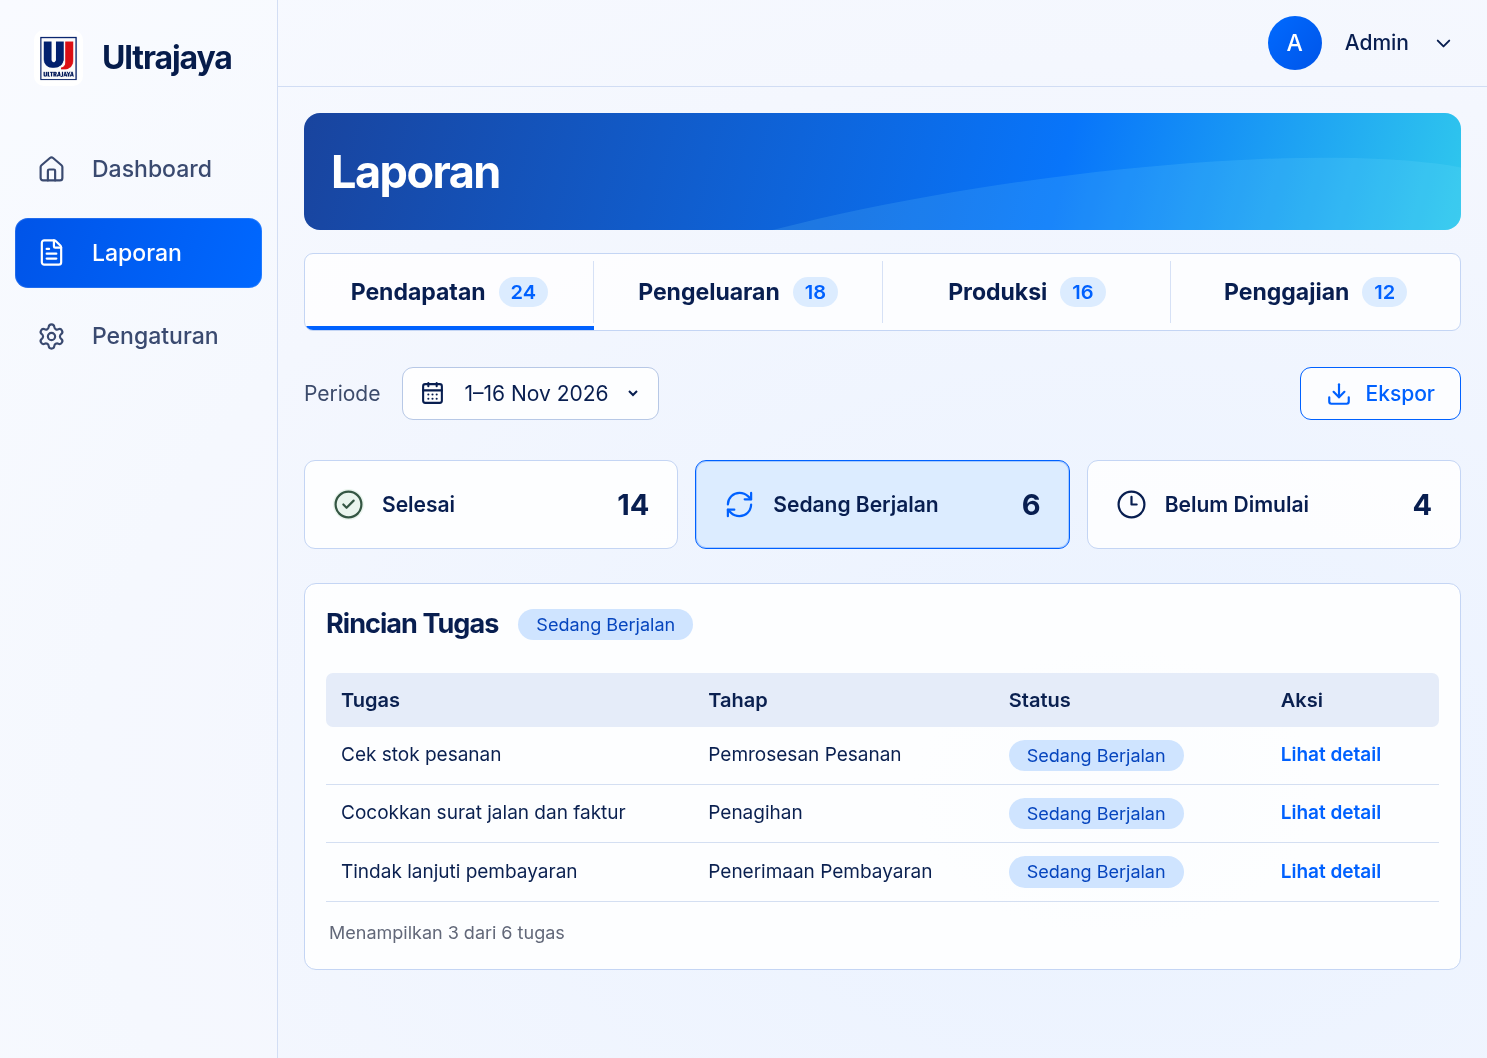 UJ
ULTRAJAYA
Ultrajaya
A
Admin
Dashboard
Laporan
Pengaturan
Laporan
Pendapatan 24
Pengeluaran 18
Produksi 16
Penggajian 12
Periode
1–16 Nov 2026
Ekspor
Selesai 14
Sedang Berjalan 6
Belum Dimulai 4
Rincian Tugas
Sedang Berjalan
Tugas Tahap Status Aksi
Cek stok pesanan Pemrosesan Pesanan Sedang Berjalan Lihat detail
Cocokkan surat jalan dan faktur Penagihan Sedang Berjalan Lihat detail
Tindak lanjuti pembayaran Penerimaan Pembayaran Sedang Berjalan Lihat detail
Menampilkan 3 dari 6 tugas